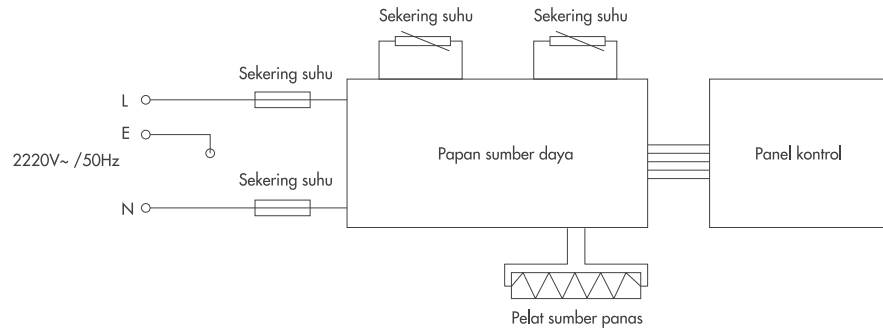 Sekering suhu
Sekering suhu
Sekering suhu
L
E
2220V~ /50Hz
Papan sumber daya
Panel kontrol
Sekering suhu
N
Pelat sumber panas